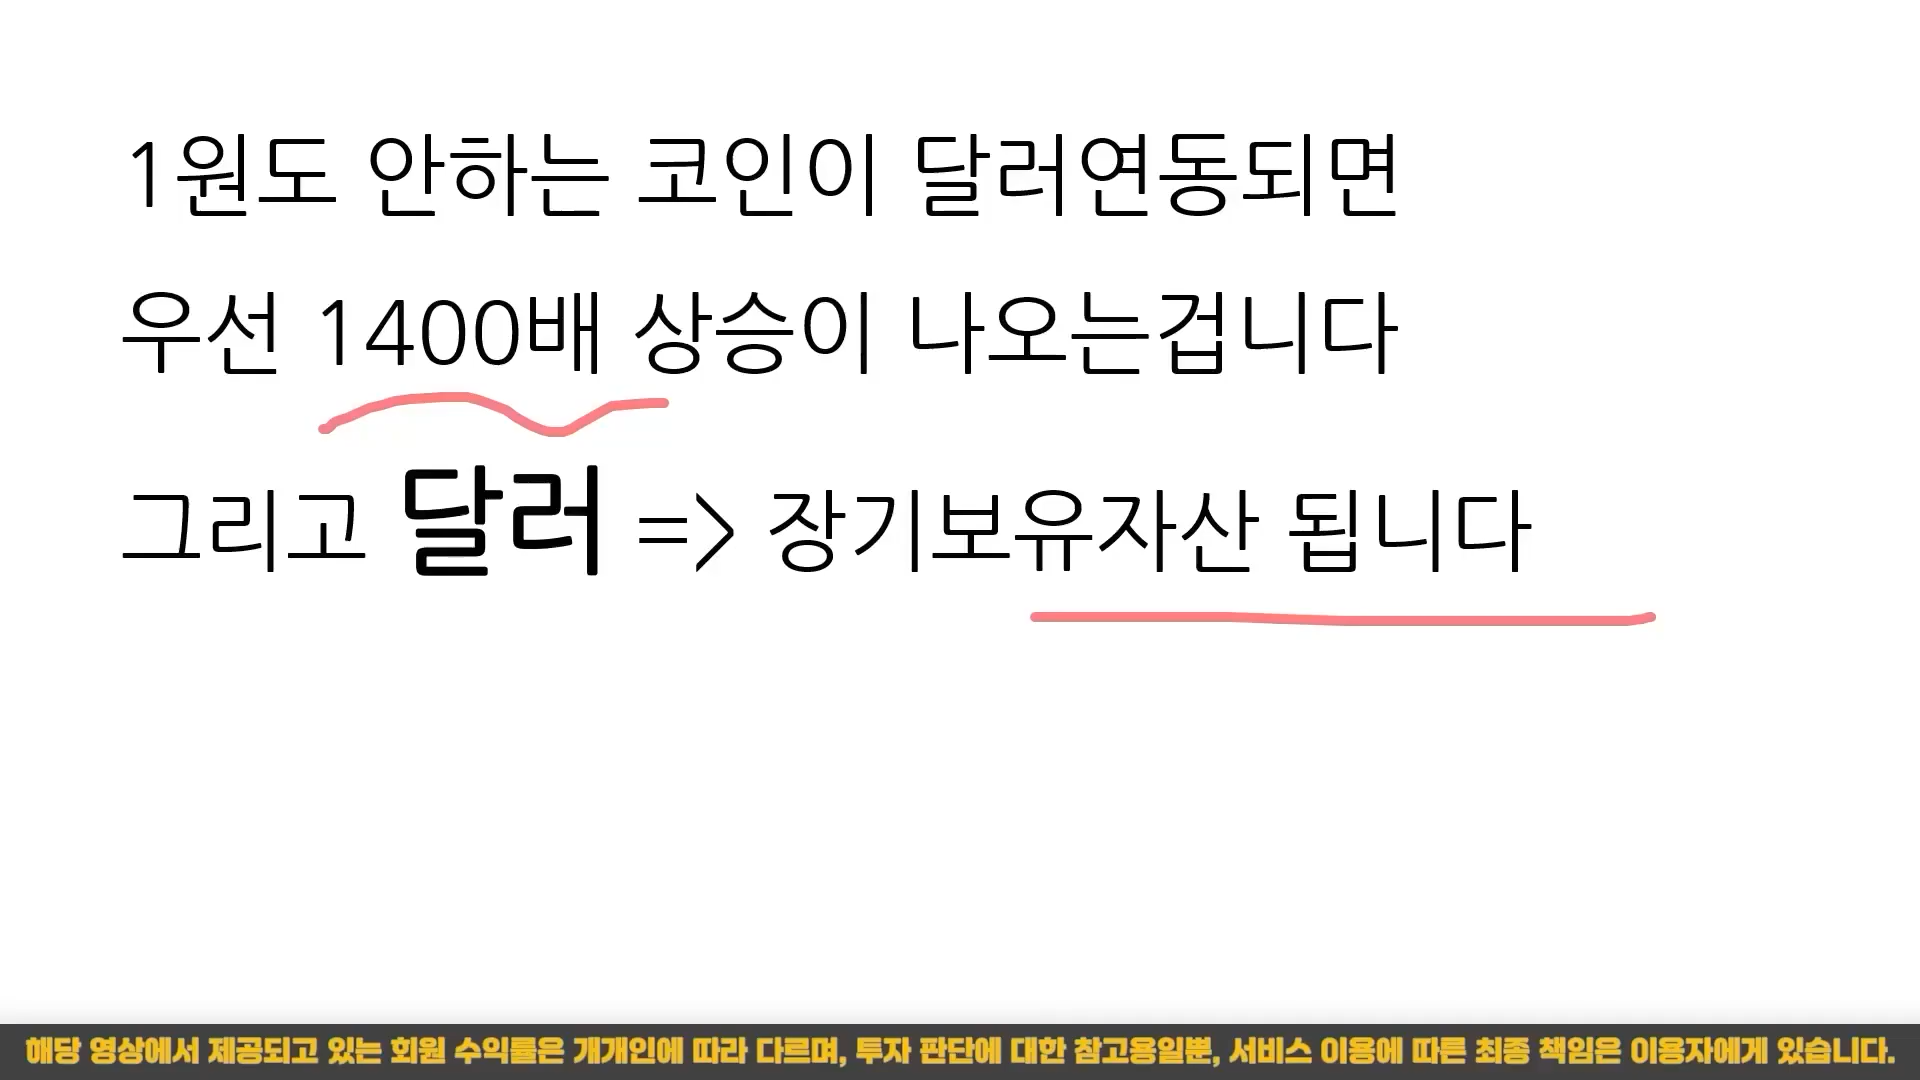 1원도 안하는 코인이 달러연동되면
우선 1400배 상승이 나오는겁니다
그리고 달러 => 장기보유자산 됩니다
해당 영상에서 제공되고 있는 회원 수익률은 개개인에 따라 다르며, 투자 판단에 대한 참고용일뿐, 서비스 이용에 따른 최종 책임은 이용자에게 있습니다.